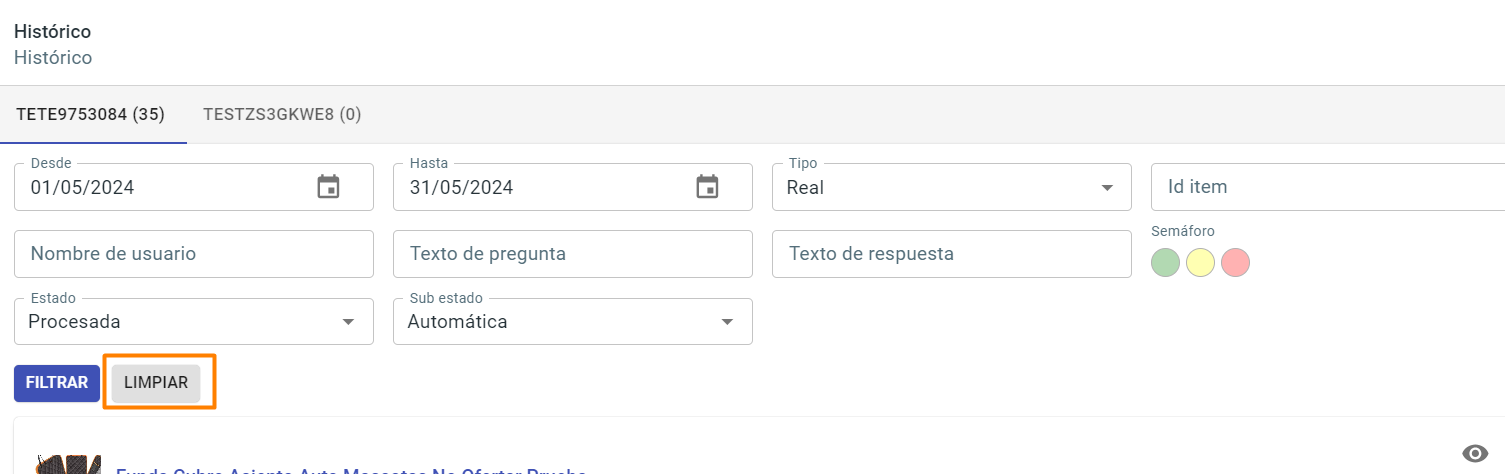 Histórico
Histórico
TETE9753084 (35) TESTZS3GKWE8 (0)
Desde Hasta Tipo
01/05/2024 31/05/2024 Real Id item
Nombre de usuario Texto de pregunta Texto de respuesta Semáforo
Estado Sub estado
Procesada Automática
FILTRAR LIMPIAR